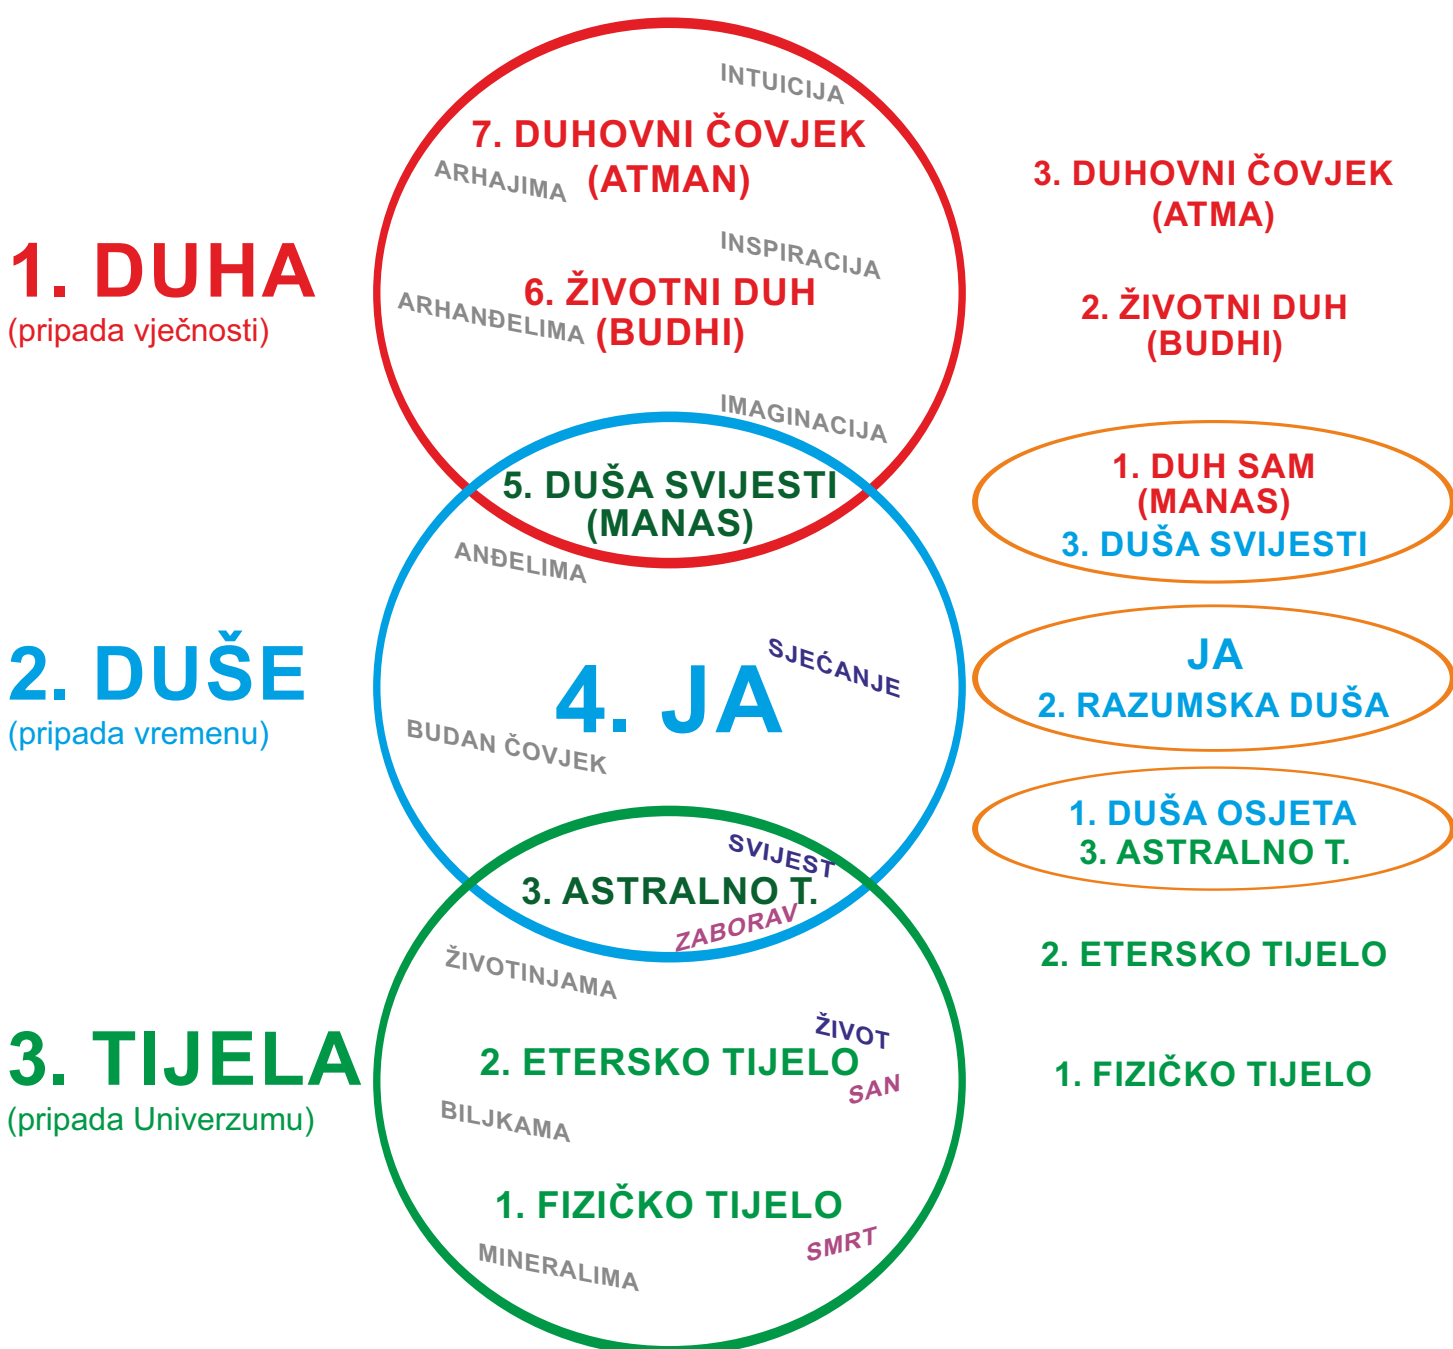 1. DUHA
(pripada vječnosti)
INTUICIJA
7. DUHOVNI ČOVJEK
(ATMAN)
ARHAJIMA
INSPIRACIJA
6. ŽIVOTNI DUH
(BUDHI)
ARHANĐELIMA
IMAGINACIJA
5. DUŠA SVIJESTI
(MANAS)
2. DUŠE
(pripada vremenu)
ANĐELIMA
SJEĆANJE
4. JA
BUDAN ČOVJEK
SVIJEST
3. ASTRALNO T.
ZABORAV
3. TIJELA
(pripada Univerzumu)
ŽIVOTINJAMA
ŽIVOT
2. ETERSKO TIJELO
SAN
BILJKAMA
1. FIZIČKO TIJELO
SMRT
MINERALIMA
3. DUHOVNI ČOVJEK
(ATMA)
2. ŽIVOTNI DUH
(BUDHI)
1. DUH SAM
(MANAS)
3. DUŠA SVIJESTI
JA
2. RAZUMSKA DUŠA
1. DUŠA OSJETA
3. ASTRALNO T.
2. ETERSKO TIJELO
1. FIZIČKO TIJELO